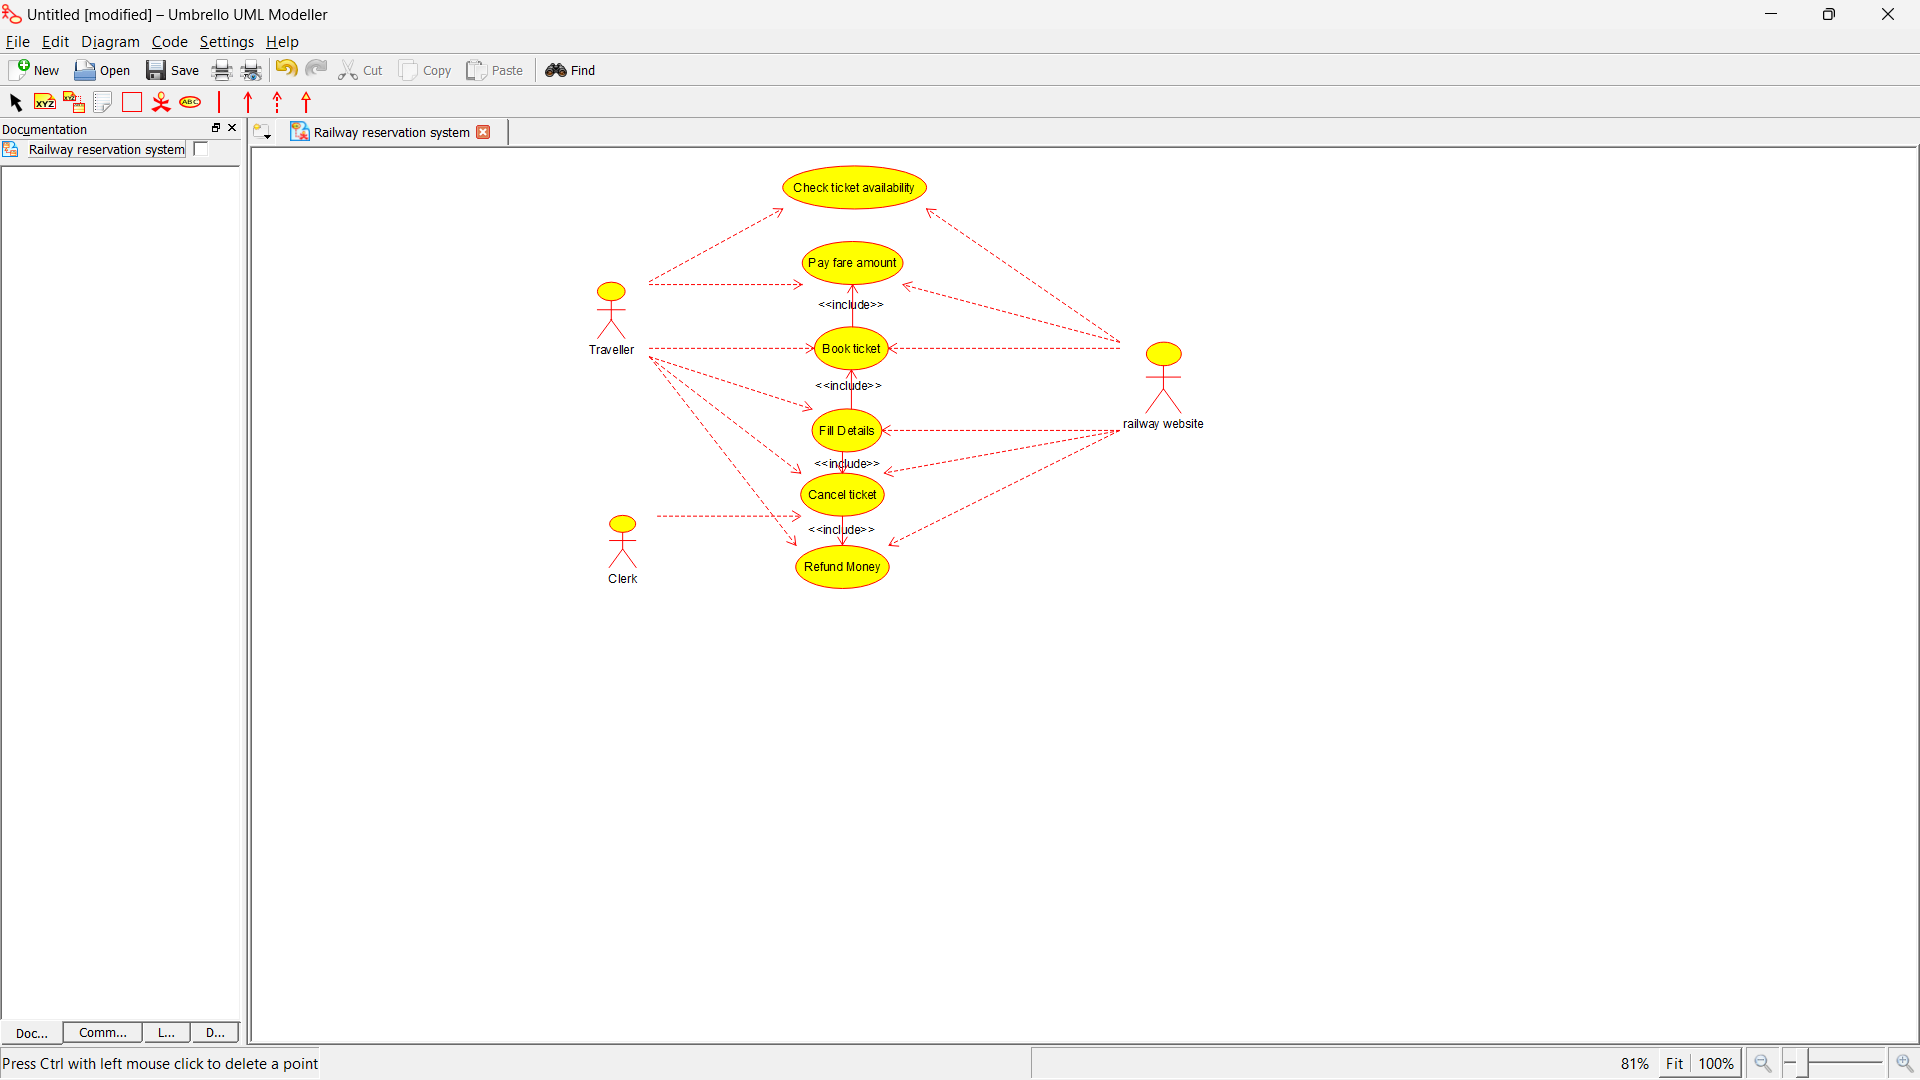 Untitled [modified] – Umbrello UML Modeller
File Edit Diagram Code Settings Help
New Open Save Cut Copy Paste Find
XYZ XYZ ABC
Documentation
Railway reservation system
Railway reservation system
Check ticket availability
Pay fare amount
<<include>>
Traveller
Book ticket
<<include>>
railway website
Fill Details
<<include>>
Cancel ticket
<<include>>
Clerk
Refund Money
Doc... Comm... L... D...
Press Ctrl with left mouse click to delete a point
81% Fit 100%